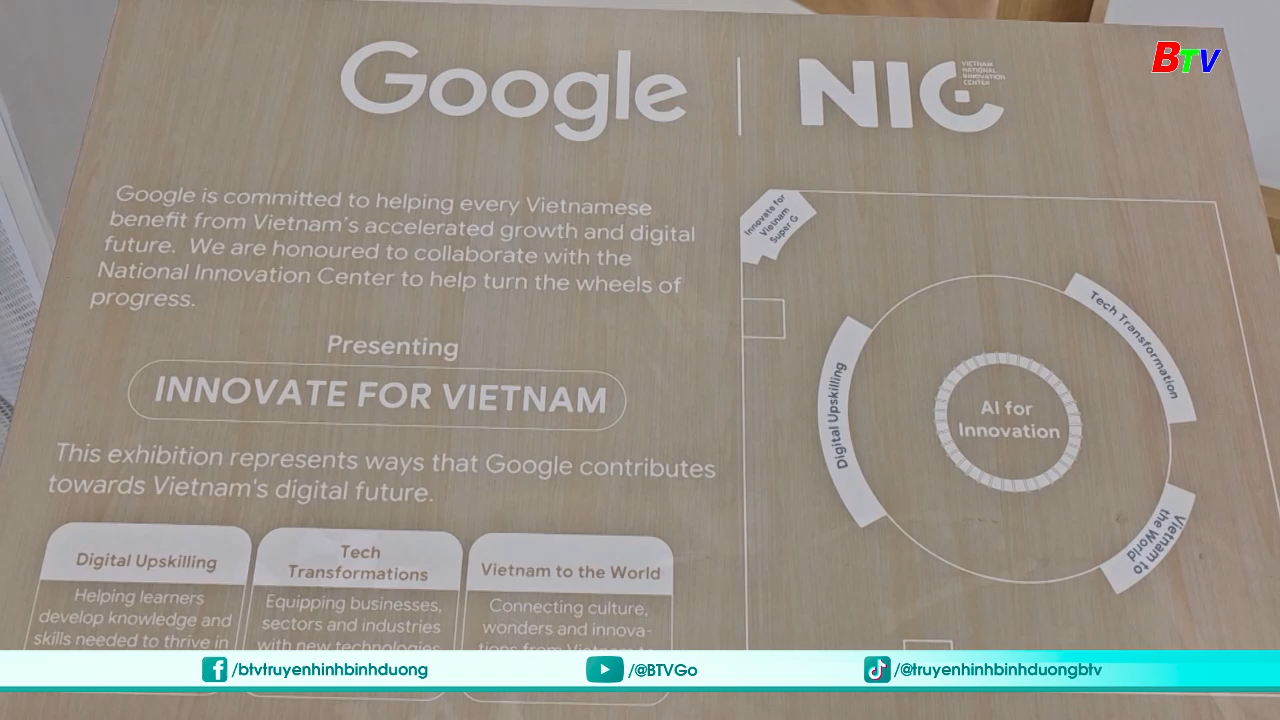 BTV
Google
NIC
VIETNAM
NATIONAL
INNOVATION
CENTER
Google is committed to helping every Vietnamese
benefit from Vietnam's accelerated growth and digital
future. We are honoured to collaborate with the
National Innovation Center to help turn the wheels of
progress.
Presenting
INNOVATE FOR VIETNAM
This exhibition represents ways that Google contributes
towards Vietnam's digital future.
Digital Upskilling
Helping learners
develop knowledge and
skills needed to thrive in
Tech
Transformations
Equipping businesses,
sectors and industries
with new technologies
Vietnam to the World
Connecting culture,
wonders and innova-
tions from Vietnam to
Innovate for
Vietnam
Super G
Tech Transformation
Digital Upskilling
AI for
Innovation
Vietnam to
the World
/btvtruyenhinhbinhduong
/@BTVGo
/@truyenhinhbinhduongbtv